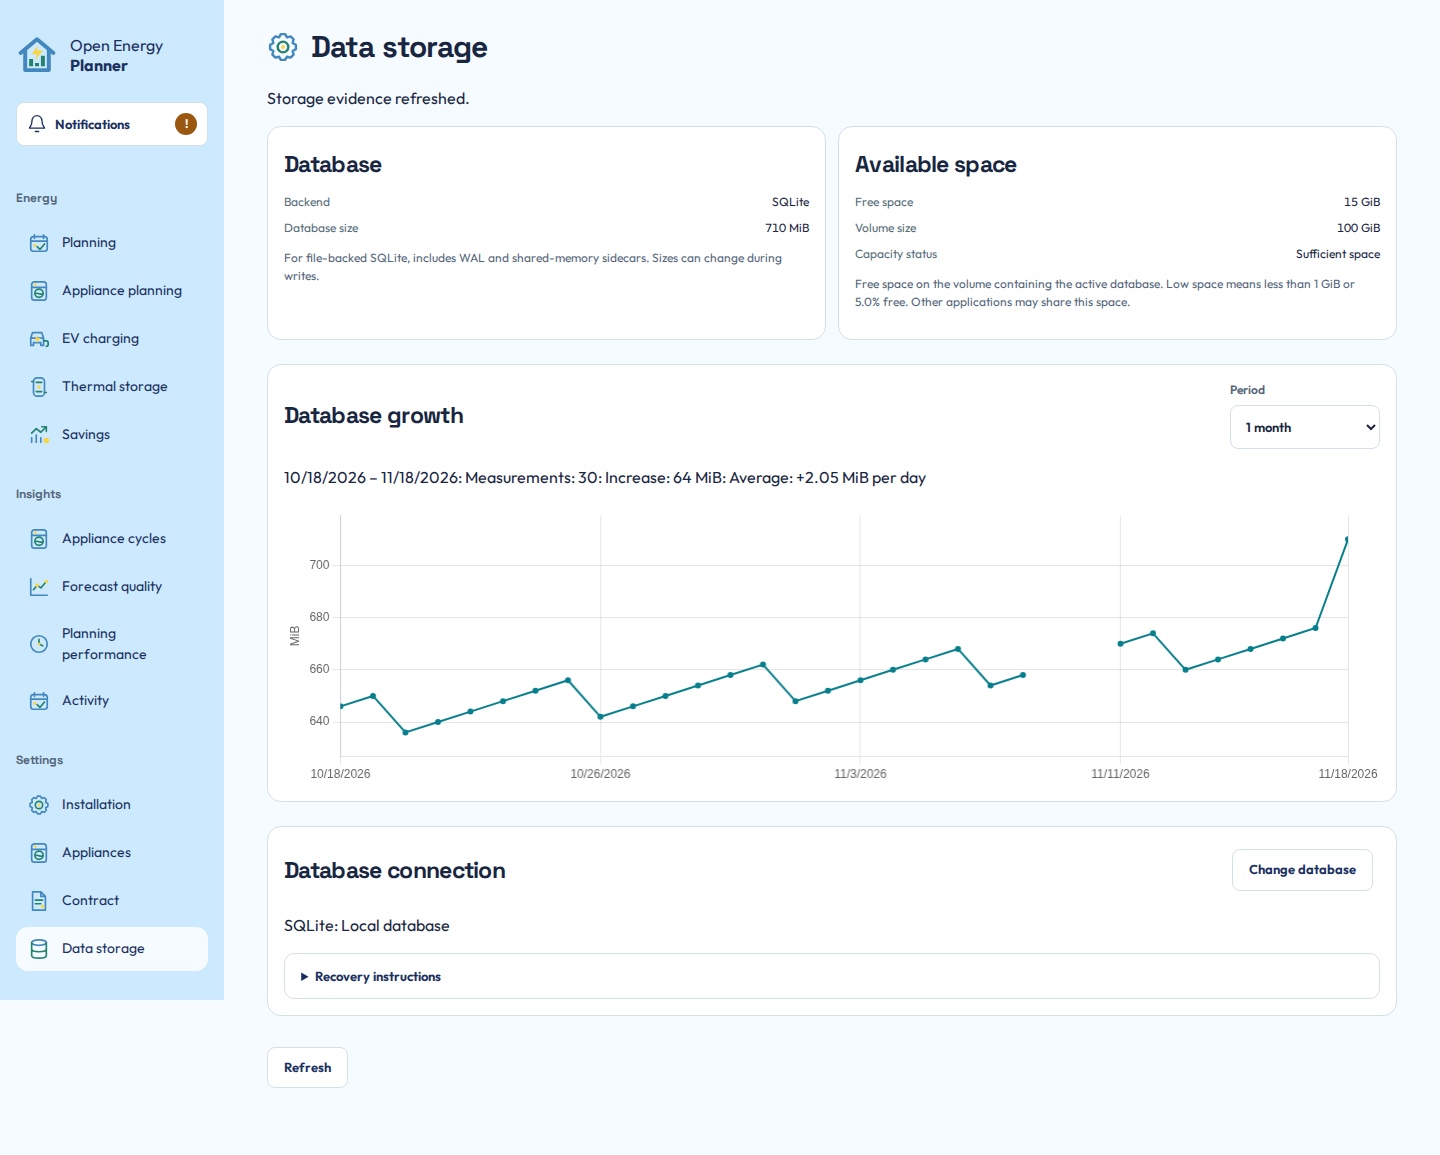 Open Energy
Planner
Notifications
!
Energy
Planning
Appliance planning
EV charging
Thermal storage
Savings
Insights
Appliance cycles
Forecast quality
Planning
performance
Activity
Settings
Installation
Appliances
Contract
Data storage
Data storage
Storage evidence refreshed.
Database
Backend
SQLite
Database size
710 MiB
For file-backed SQLite, includes WAL and shared-memory sidecars. Sizes can change during
writes.
Available space
Free space
15 GiB
Volume size
100 GiB
Capacity status
Sufficient space
Free space on the volume containing the active database. Low space means less than 1 GiB or
5.0% free. Other applications may share this space.
Database growth
Period
1 month
10/18/2026 – 11/18/2026: Measurements: 30: Increase: 64 MiB: Average: +2.05 MiB per day
MiB
700
680
660
640
10/18/2026
10/26/2026
11/3/2026
11/11/2026
11/18/2026
Database connection
Change database
SQLite: Local database
Recovery instructions
Refresh